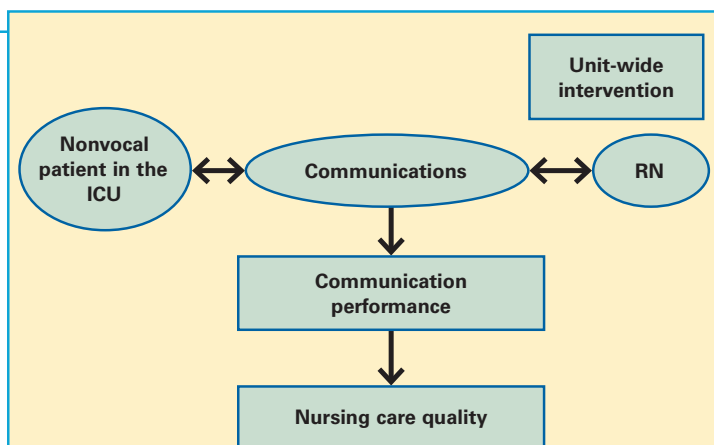 Unit-wide
intervention
Nonvocal
patient in the
ICU
Communications
RN
Communication
performance
Nursing care quality